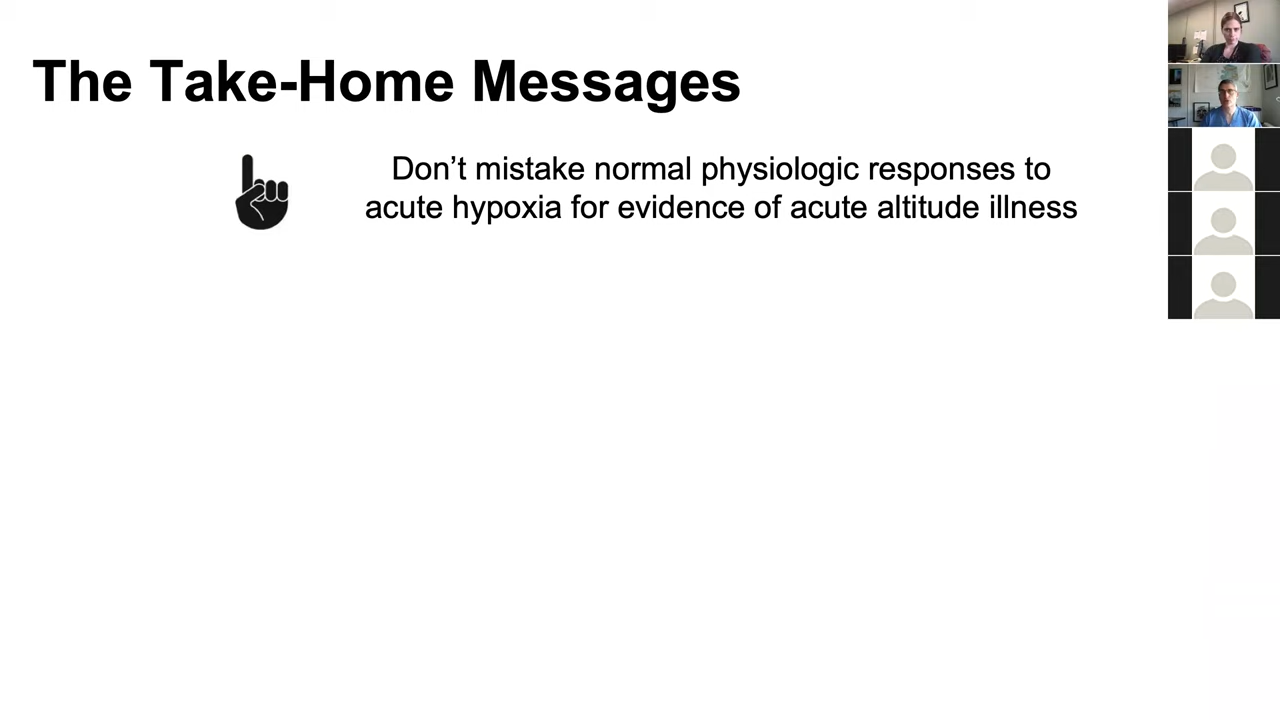 The Take-Home Messages
Don’t mistake normal physiologic responses to
acute hypoxia for evidence of acute altitude illness